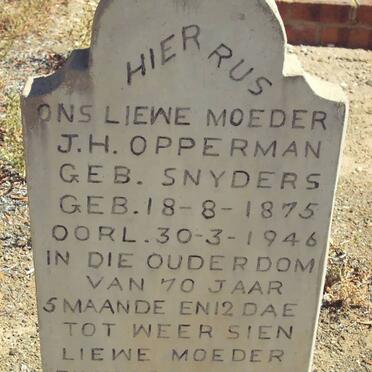 HIER RUS
ONS LIEWE MOEDER
J.H. OPPERMAN
GEB. SNYDERS
GEB. 18-8-1875
OORL. 30-3-1946
IN DIE OUDERDOM
VAN 70 JAAR
5 MAANDE EN 12 DAE
TOT WEER SIEN
LIEWE MOEDER